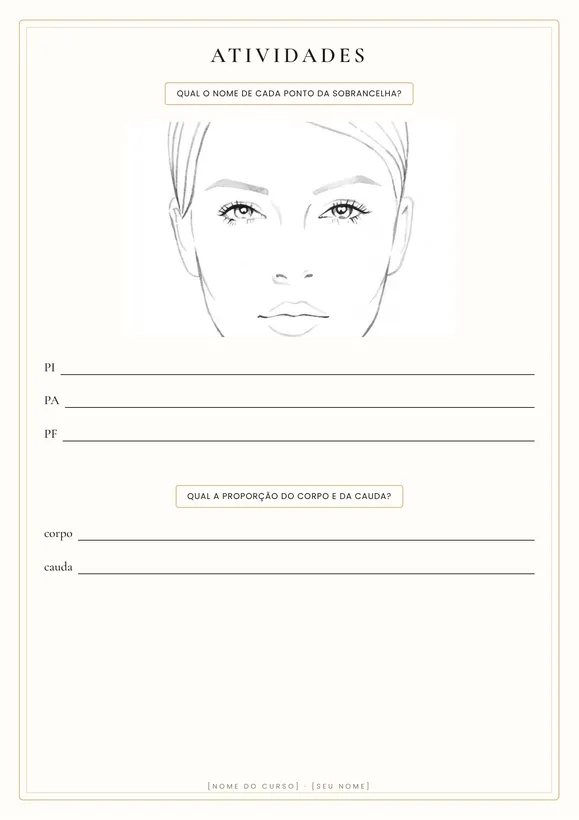 ATIVIDADES
QUAL O NOME DE CADA PONTO DA SOBRANCELHA?
PI
PA
PF
QUAL A PROPORÇÃO DO CORPO E DA CAUDA?
corpo
cauda
[NOME DO CURSO] · [SEU NOME]